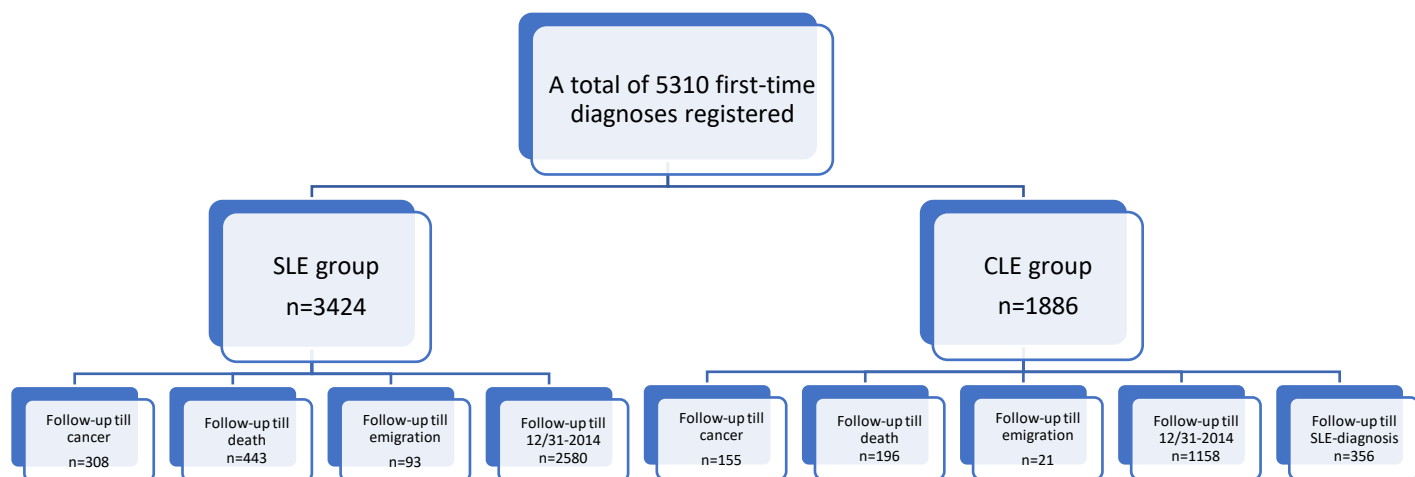 A total of 5310 first-time
diagnoses registered
SLE group
n=3424
CLE group
n=1886
Follow-up till
cancer
n=308
Follow-up till
death
n=443
Follow-up till
emigration
n=93
Follow-up till
12/31-2014
n=2580
Follow-up till
cancer
n=155
Follow-up till
death
n=196
Follow-up till
emigration
n=21
Follow-up till
12/31-2014
n=1158
Follow-up till
SLE-diagnosis
n=356